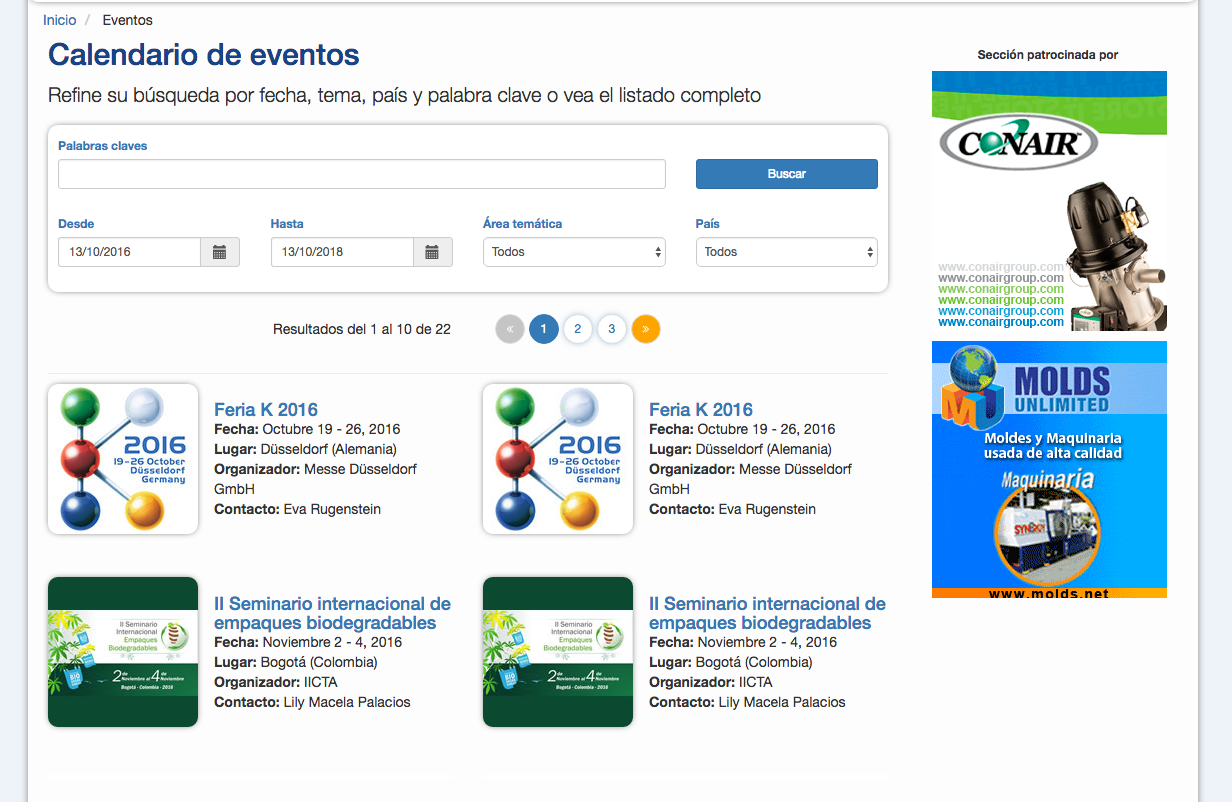 Inicio / Eventos
Calendario de eventos
Refine su búsqueda por fecha, tema, país y palabra clave o vea el listado completo
Palabras claves
Buscar
Desde
Hasta
Área temática
País
13/10/2016
13/10/2018
Todos
Todos
Resultados del 1 al 10 de 22
« 1 2 3 »
2016
19-26 October
Düsseldorf
Germany
Feria K 2016
Fecha: Octubre 19 - 26, 2016
Lugar: Düsseldorf (Alemania)
Organizador: Messe Düsseldorf
GmbH
Contacto: Eva Rugenstein
2016
19-26 October
Düsseldorf
Germany
Feria K 2016
Fecha: Octubre 19 - 26, 2016
Lugar: Düsseldorf (Alemania)
Organizador: Messe Düsseldorf
GmbH
Contacto: Eva Rugenstein
II Seminario
Internacional
Empaques
Biodegradables
BIO
2 de Noviembre al 4 de Noviembre
Bogotá - Colombia - 2016
II Seminario internacional de
empaques biodegradables
Fecha: Noviembre 2 - 4, 2016
Lugar: Bogotá (Colombia)
Organizador: IICTA
Contacto: Lily Macela Palacios
II Seminario
Internacional
Empaques
Biodegradables
BIO
2 de Noviembre al 4 de Noviembre
Bogotá - Colombia - 2016
II Seminario internacional de
empaques biodegradables
Fecha: Noviembre 2 - 4, 2016
Lugar: Bogotá (Colombia)
Organizador: IICTA
Contacto: Lily Macela Palacios
Sección patrocinada por
CONAIR
www.conairgroup.com
www.conairgroup.com
www.conairgroup.com
www.conairgroup.com
www.conairgroup.com
www.conairgroup.com
MU
MOLDS
UNLIMITED
Moldes y Maquinaria
usada de alta calidad
Maquinaria
SYNERGY
www.molds.net